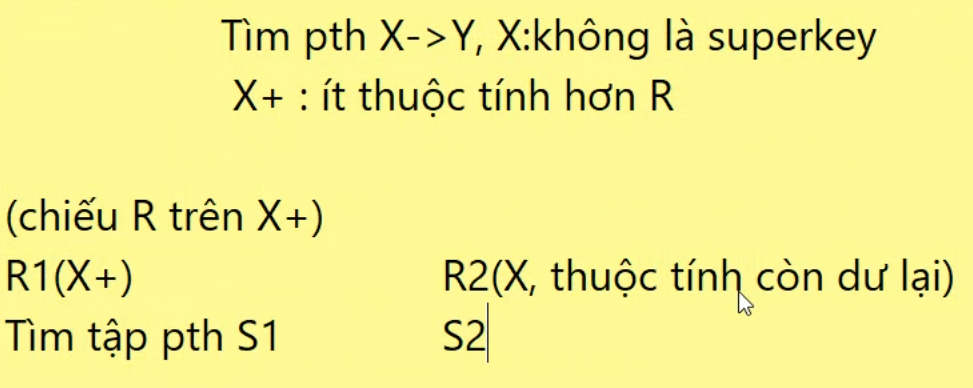 Tìm pth X->Y, X:không là superkey
X+ : ít thuộc tính hơn R
(chiếu R trên X+)
R1(X+) R2(X, thuộc tính còn dư lại)
Tìm tập pth S1 S2